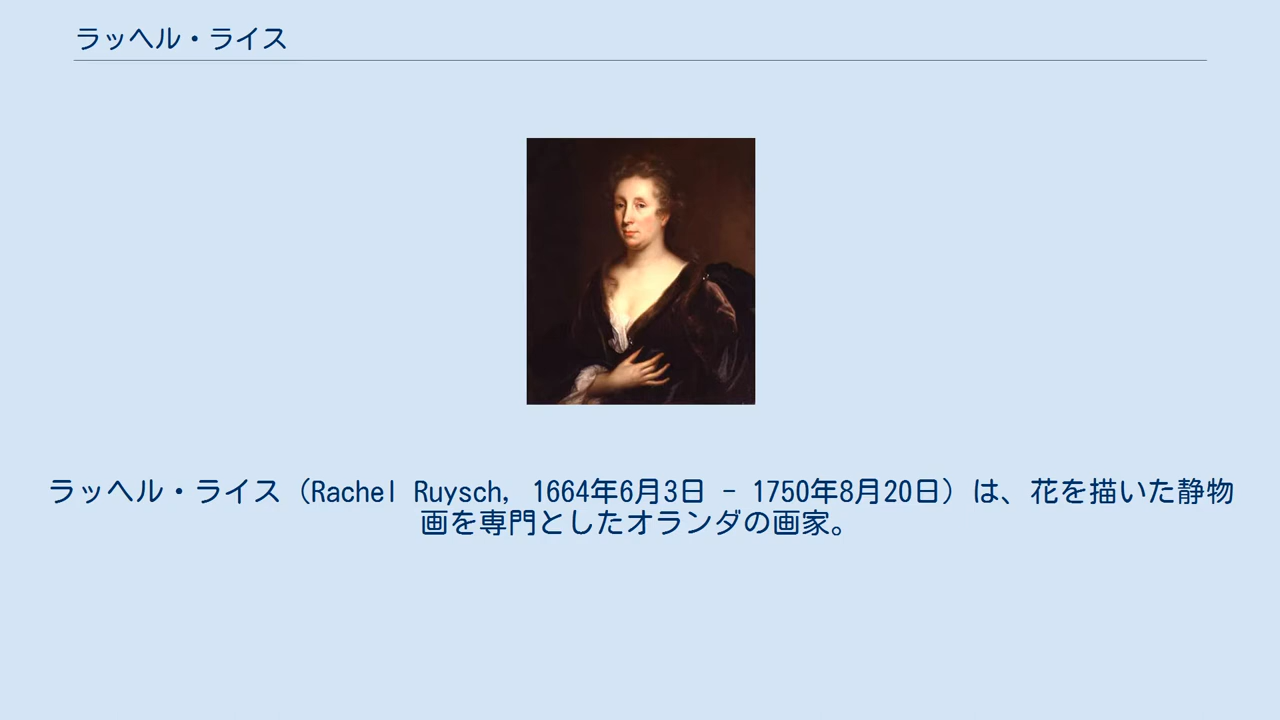 ラッヘル・ライス
ラッヘル・ライス（Rachel Ruysch, 1664年6月3日 - 1750年8月20日）は、花を描いた静物
画を専門としたオランダの画家。